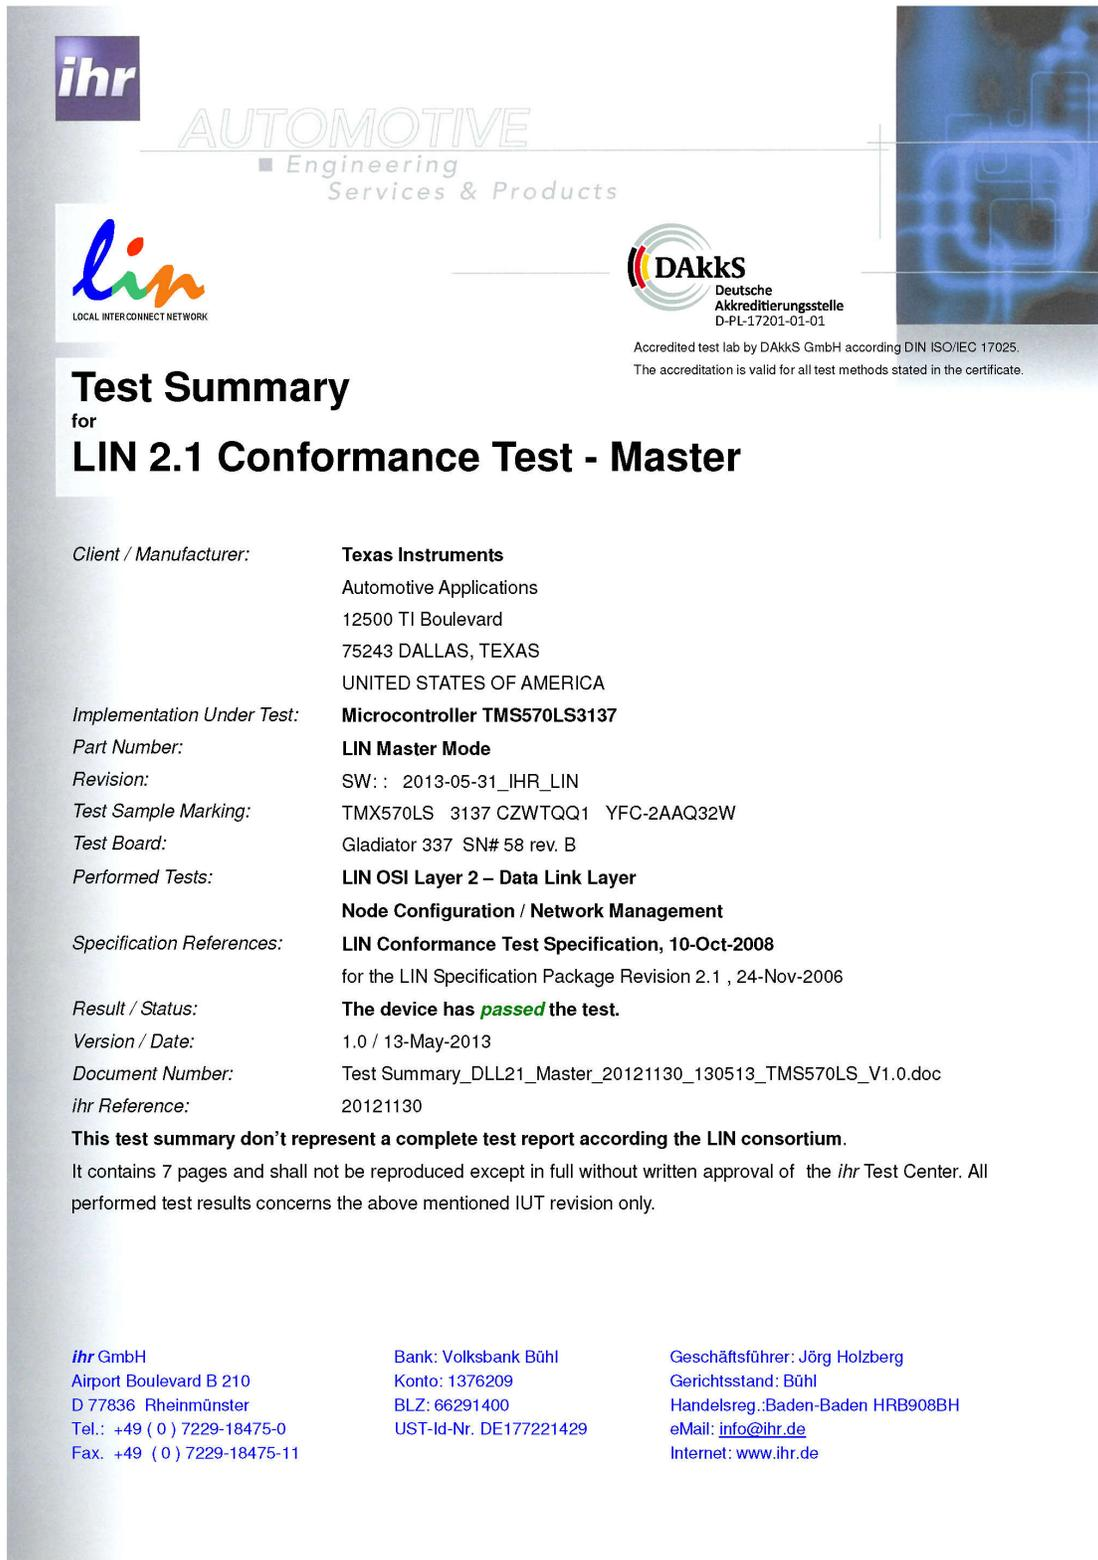 ihr
AUTOMOTIVE
Engineering
Services & Products
lin
LOCAL INTERCONNECT NETWORK
DAkkS
Deutsche
Akkreditierungsstelle
D-PL-17201-01-01
Accredited test lab by DAkkS GmbH according DIN ISO/IEC 17025.
The accreditation is valid for all test methods stated in the certificate.
Test Summary
for
LIN 2.1 Conformance Test - Master
Client / Manufacturer: Texas Instruments
Automotive Applications
12500 TI Boulevard
75243 DALLAS, TEXAS
UNITED STATES OF AMERICA
Implementation Under Test: Microcontroller TMS570LS3137
Part Number: LIN Master Mode
Revision: SW: : 2013-05-31_IHR_LIN
Test Sample Marking: TMX570LS 3137 CZWTQQ1 YFC-2AAQ32W
Test Board: Gladiator 337 SN# 58 rev. B
Performed Tests: LIN OSI Layer 2 – Data Link Layer
Node Configuration / Network Management
Specification References: LIN Conformance Test Specification, 10-Oct-2008
for the LIN Specification Package Revision 2.1 , 24-Nov-2006
Result / Status: The device has passed the test.
Version / Date: 1.0 / 13-May-2013
Document Number: Test Summary_DLL21_Master_20121130_130513_TMS570LS_V1.0.doc
ihr Reference: 20121130
This test summary don't represent a complete test report according the LIN consortium.
It contains 7 pages and shall not be reproduced except in full without written approval of the ihr Test Center. All
performed test results concerns the above mentioned IUT revision only.
ihr GmbH
Airport Boulevard B 210
D 77836 Rheinmünster
Tel.: +49 ( 0 ) 7229-18475-0
Fax. +49 ( 0 ) 7229-18475-11
Bank: Volksbank Bühl
Konto: 1376209
BLZ: 66291400
UST-Id-Nr. DE177221429
Geschäftsführer: Jörg Holzberg
Gerichtsstand: Bühl
Handelsreg.:Baden-Baden HRB908BH
eMail: info@ihr.de
Internet: www.ihr.de